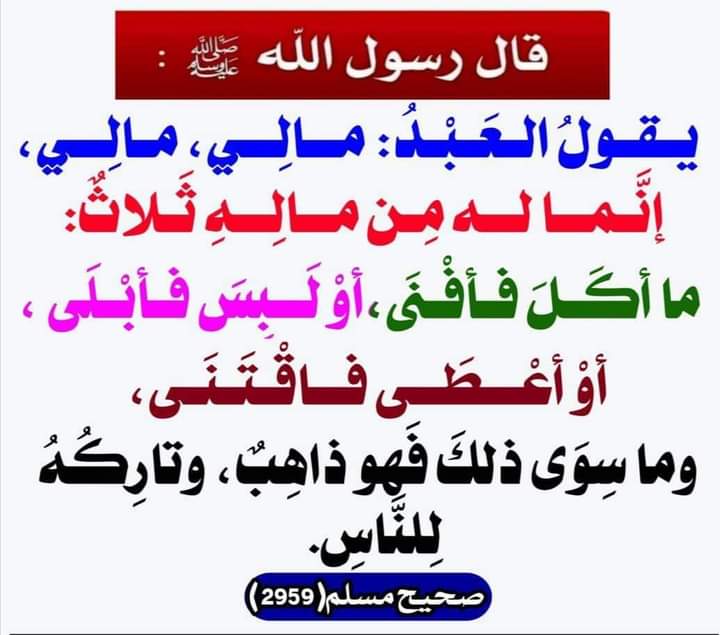 قال رسول الله ﷺ :
يقولُ العَبْدُ: مالِي، مالِي،
إنَّما له مِن مالِهِ ثَلاثٌ:
ما أكَلَ فأفْنَى، أوْ لَبِسَ فأبْلَى ،
أوْ أعْطَى فاقْتَنَى،
وما سِوَى ذلكَ فَهو ذاهِبٌ، وتارِكُهُ
لِلنَّاسِ.
صحيح مسلم(2959)